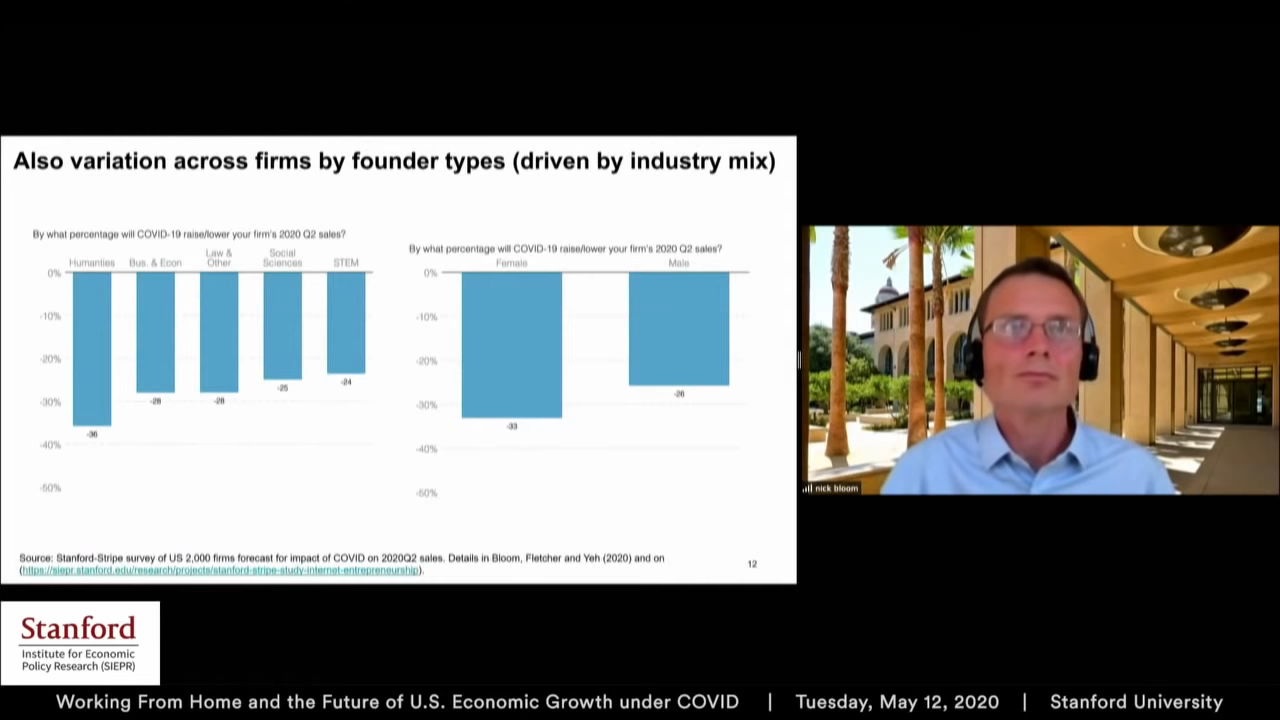 Also variation across firms by founder types (driven by industry mix)
By what percentage will COVID-19 raise/lower your firm's 2020 Q2 sales?
Humanties
Bus. & Econ
Law &
Other
Social
Sciences
STEM
0%
-10%
-20%
-30%
-40%
-50%
-36
-28
-28
-25
-24
By what percentage will COVID-19 raise/lower your firm's 2020 Q2 sales?
Female
Male
0%
-10%
-20%
-30%
-40%
-50%
-33
-26
Source: Stanford-Stripe survey of US 2,000 firms forecast for impact of COVID on 2020Q2 sales. Details in Bloom, Fletcher and Yeh (2020) and on
(https://siepr.stanford.edu/research/projects/stanford-stripe-study-internet-entrepreneurship).
12
nick bloom
Stanford
Institute for Economic
Policy Research (SIEPR)
Working From Home and the Future of U.S. Economic Growth under COVID | Tuesday, May 12, 2020 | Stanford University